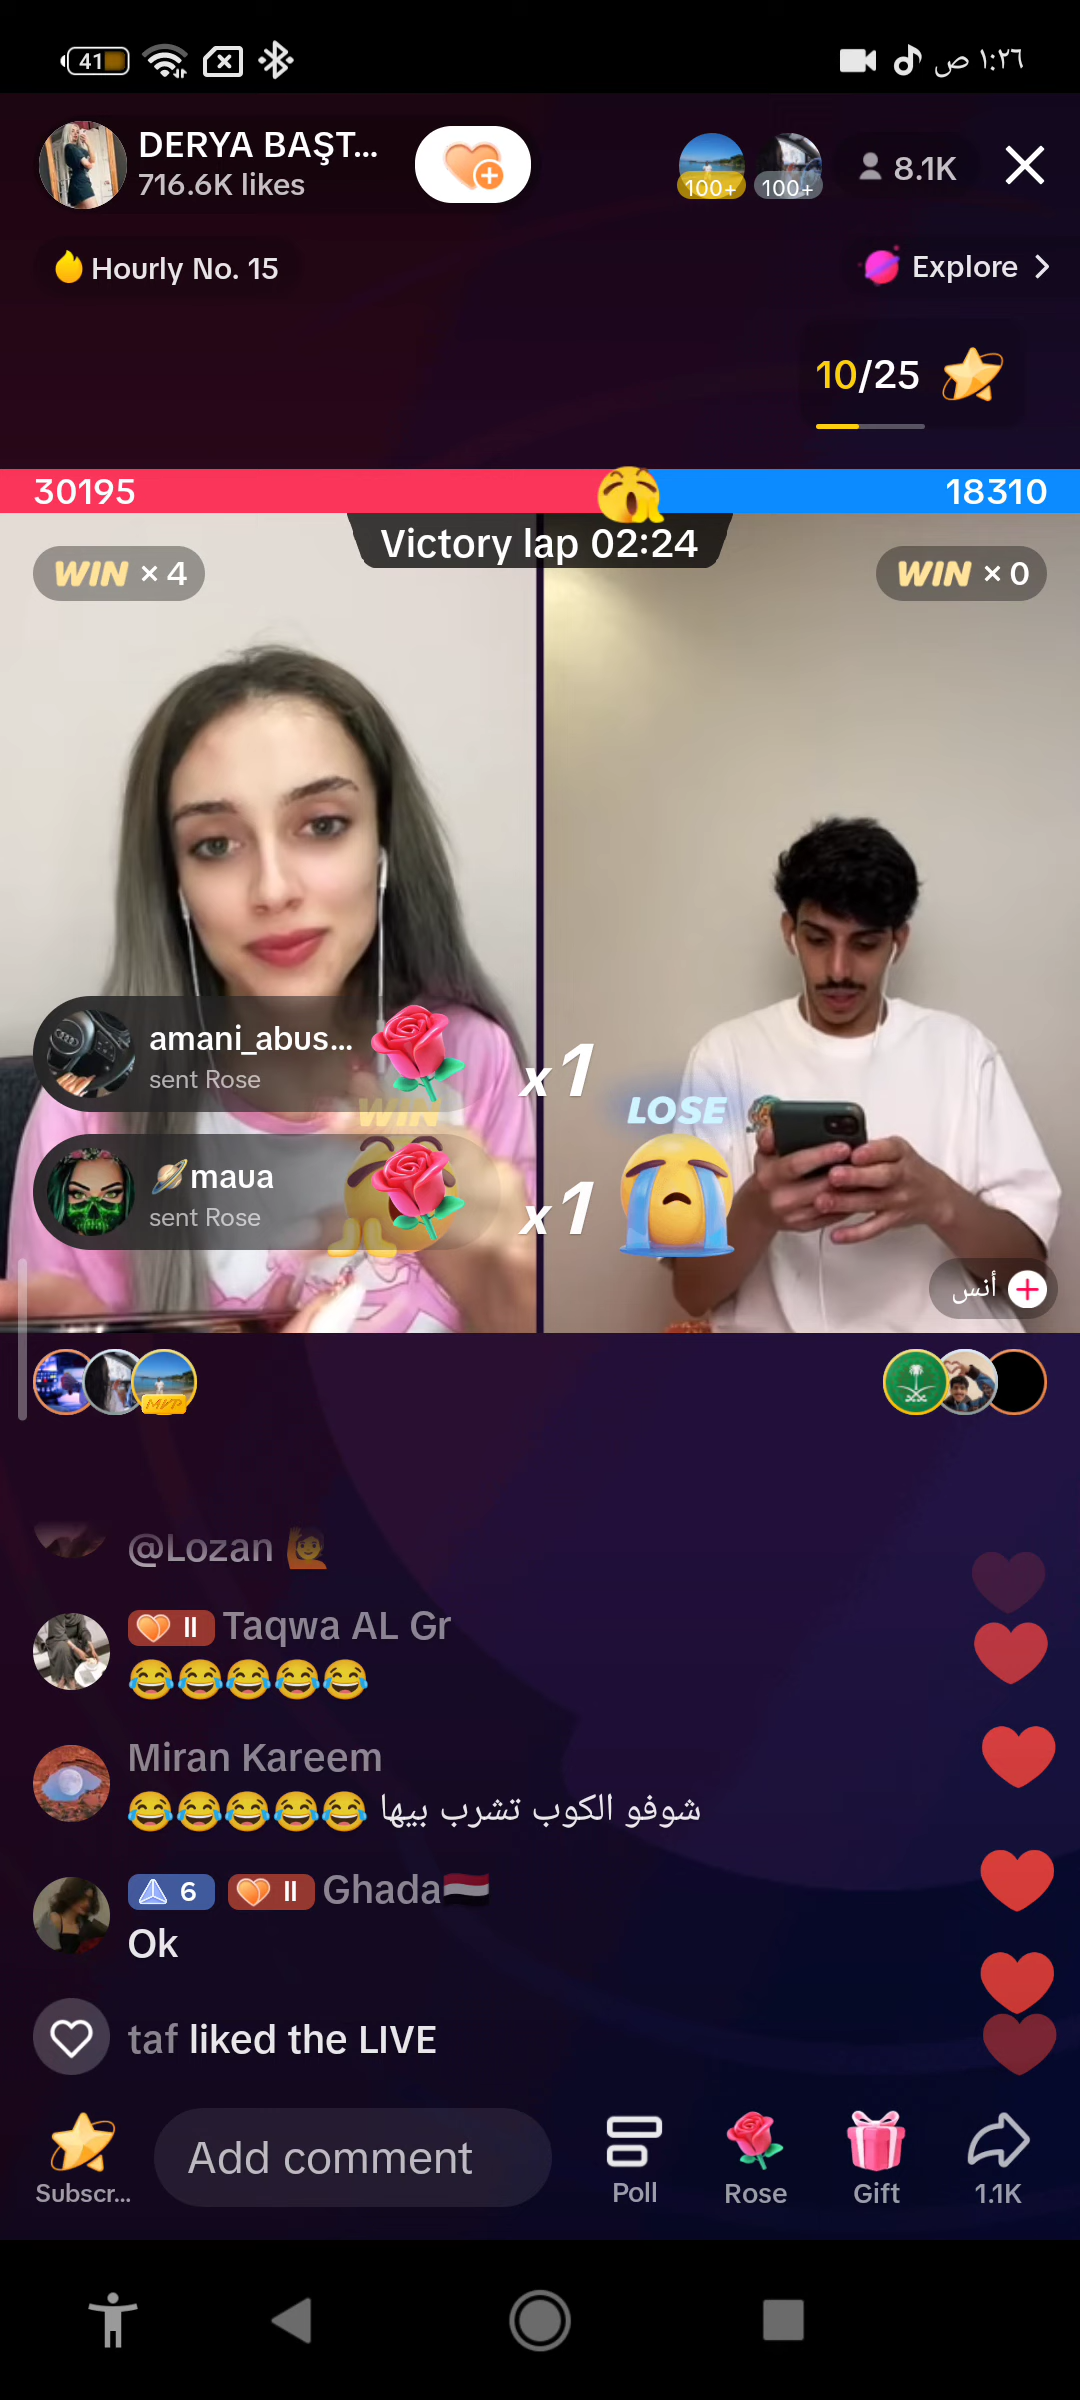 41
١:٢٦ ص
DERYA BAŞT...
716.6K likes
100+
100+
8.1K
Hourly No. 15
Explore
10/25
30195
18310
Victory lap 02:24
WIN × 4
WIN × 0
amani_abus...
sent Rose
x1
WIN
LOSE
maua
sent Rose
x1
أنس
MVP
@Lozan
II Taqwa AL Gr
Miran Kareem
شوفو الكوب تشرب بيها
6 II Ghada
Ok
taf liked the LIVE
Subscr...
Add comment
Poll
Rose
Gift
1.1K